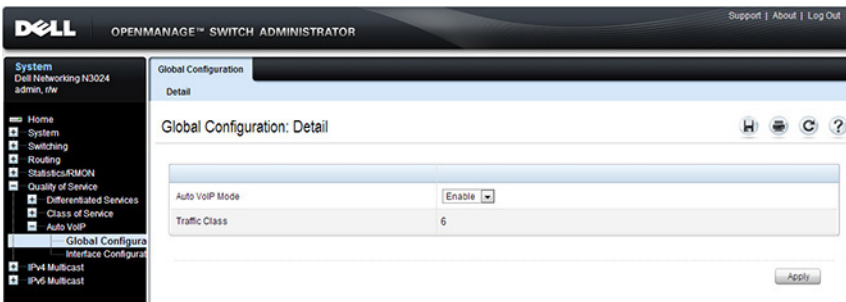 Support | About | Log Out
DELL OPENMANAGE™ SWITCH ADMINISTRATOR
System
Dell Networking N3024
admin, r/w
Home
System
Switching
Routing
Statistics/RMON
Quality of Service
Differentiated Services
Class of Service
Auto VoIP
Global Configura
Interface Configurat
IPv4 Multicast
IPv6 Multicast
Global Configuration
Detail
Global Configuration: Detail
H C ?
Auto VoIP Mode Enable
Traffic Class 6
Apply